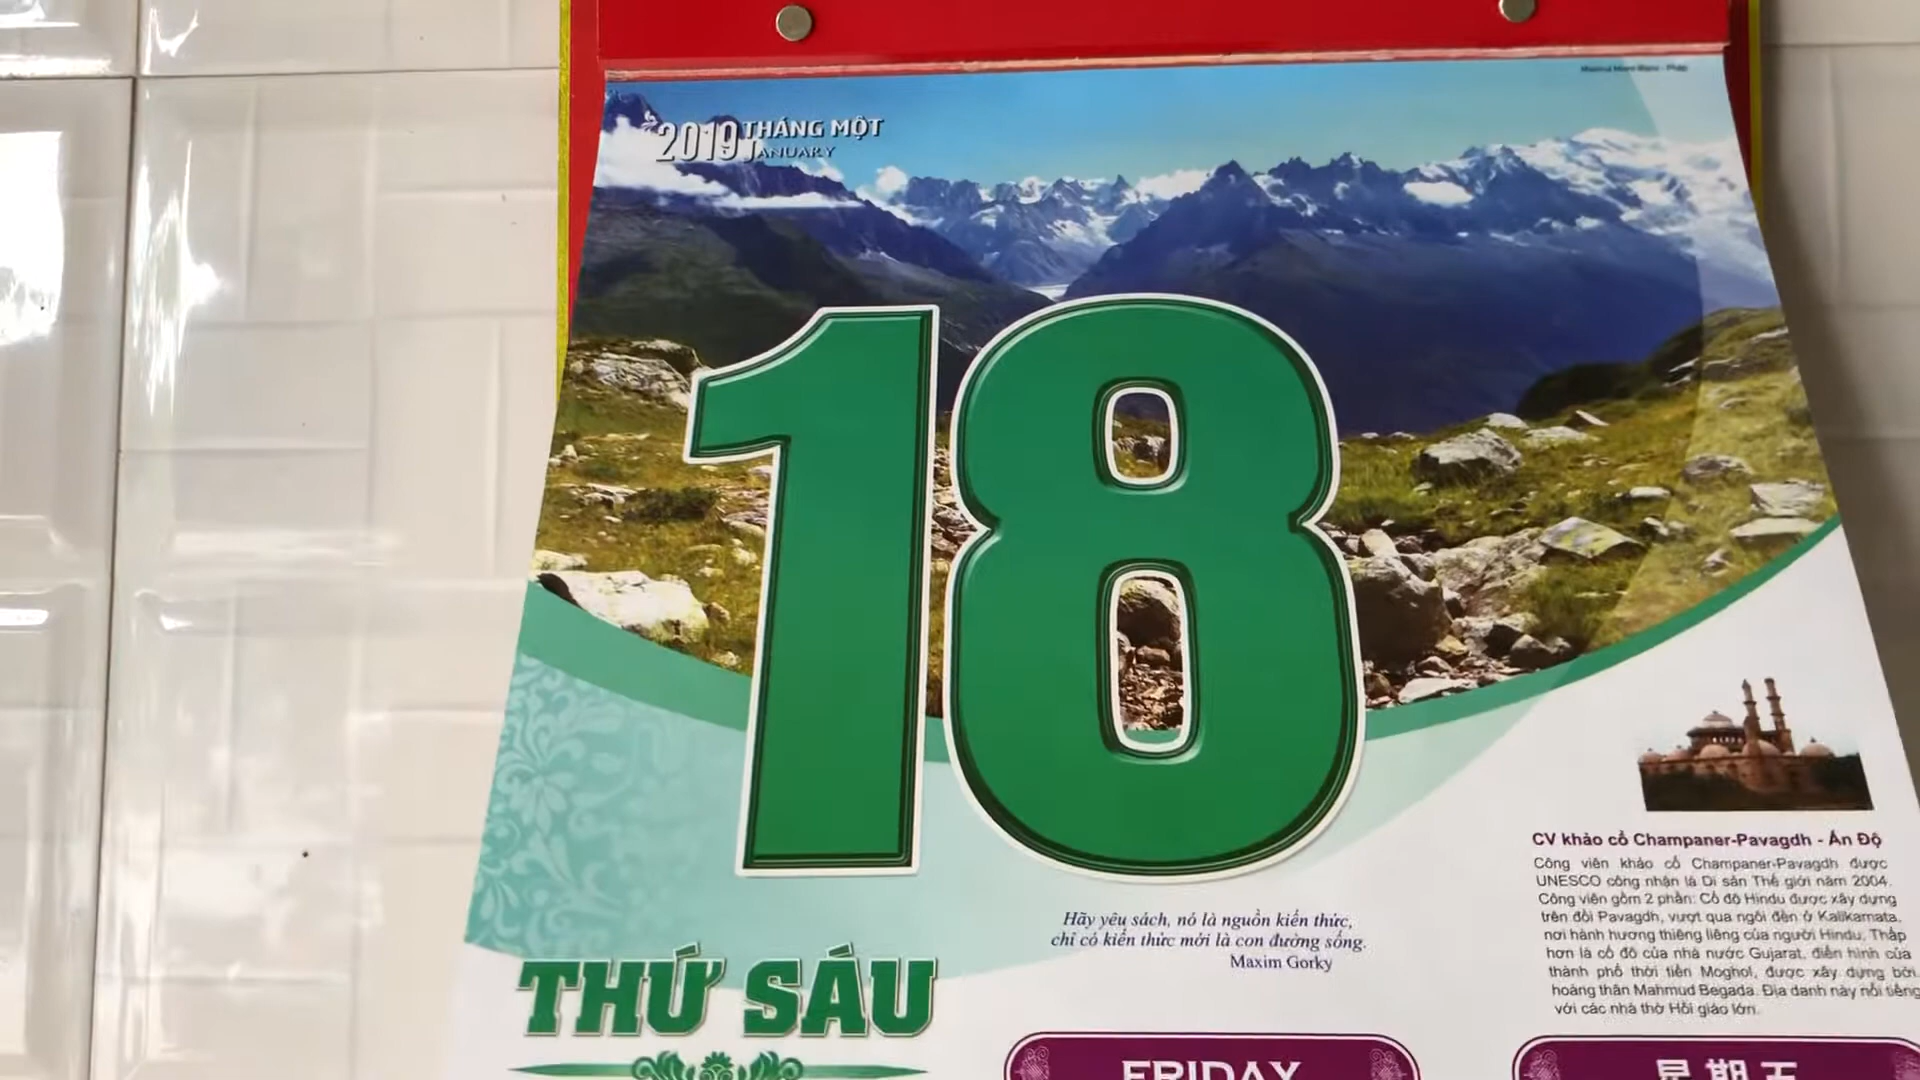 2019 THÁNG MỘT
JANUARY
18
CV khảo cổ Champaner-Pavagdh - Ấn Độ
Công viên khảo cổ Champaner-Pavagdh được
UNESCO công nhận là Di sản Thế giới năm 2004.
Công viên gồm 2 phần: Cố đô Hindu được xây dựng
trên đồi Pavagdh, vượt qua ngôi đền ở Kalikamata,
nơi hành hương thiêng liêng của người Hindu. Thấp
hơn là cố đô của nhà nước Gujarat, điển hình của
thành phố thời tiền Moghol, được xây dựng bởi
hoàng thân Mahmud Begada. Địa danh này nổi tiếng
với các nhà thờ Hồi giáo lớn.
Hãy yêu sách, nó là nguồn kiến thức,
chỉ có kiến thức mới là con đường sống.
Maxim Gorky
THỨ SÁU
FRIDAY
星期五